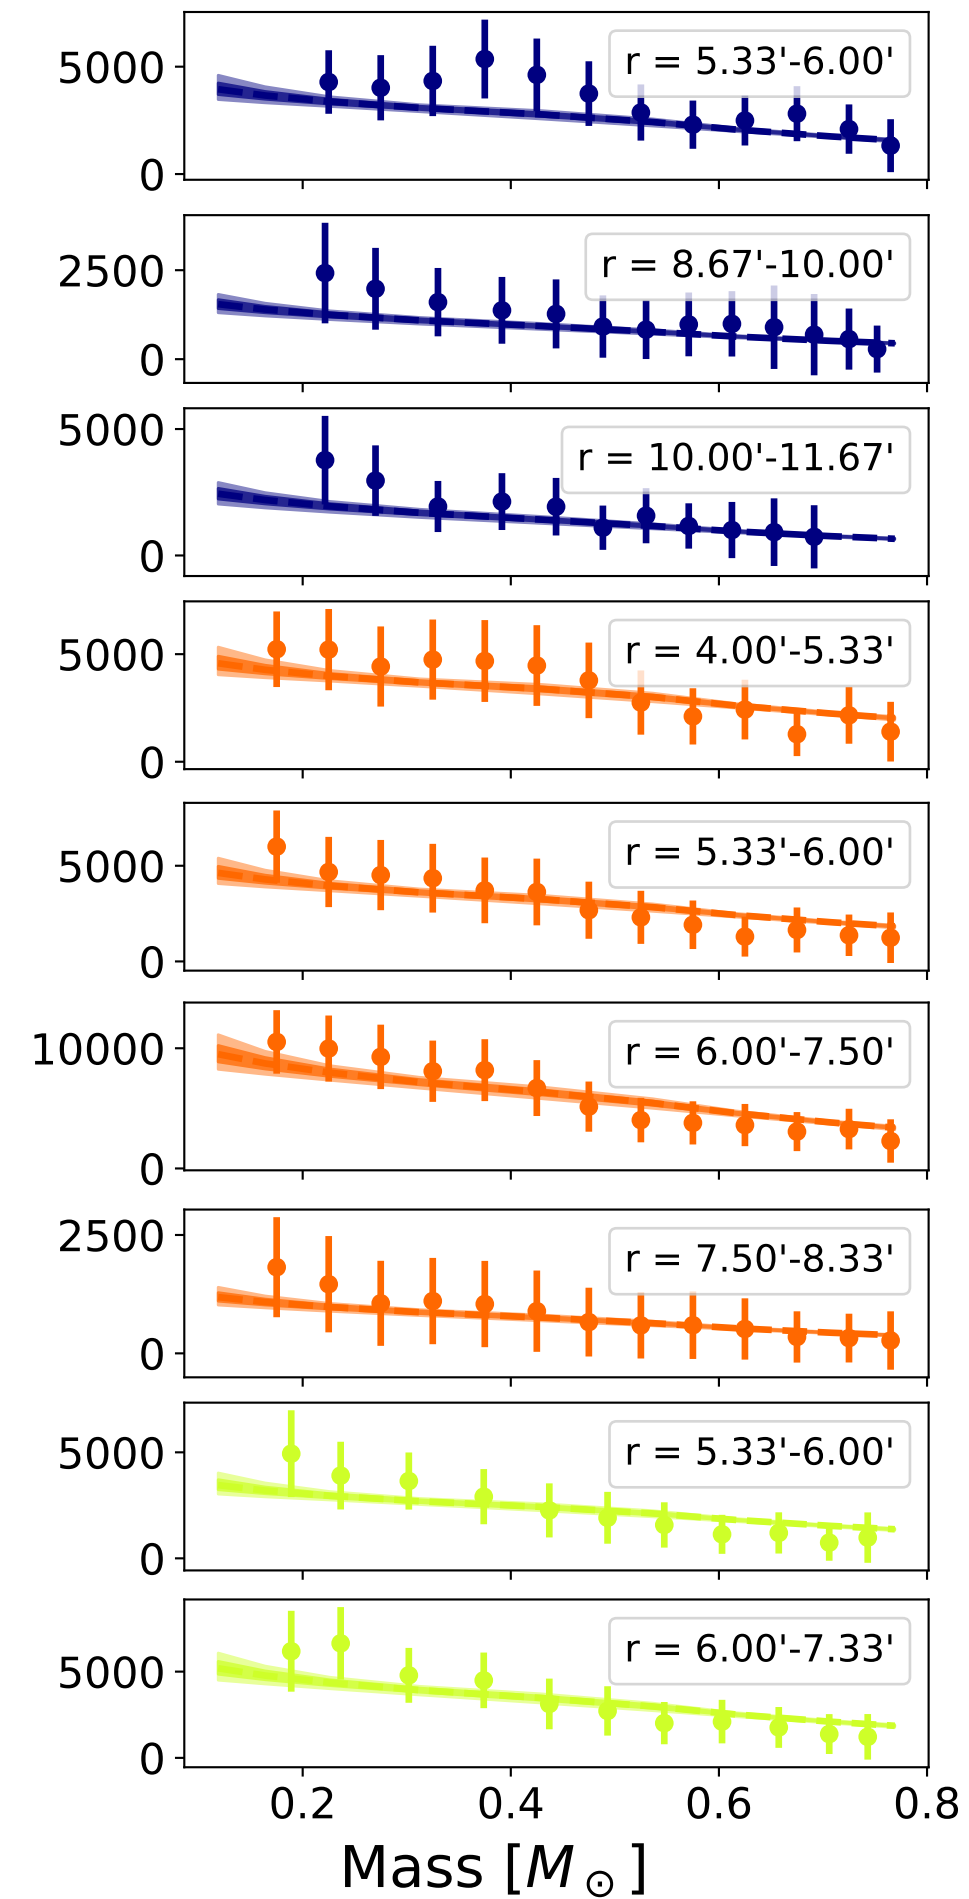 5000
r = 5.33'-6.00'
0
2500
r = 8.67'-10.00'
0
5000
r = 10.00'-11.67'
0
5000
r = 4.00'-5.33'
0
5000
r = 5.33'-6.00'
0
10000
r = 6.00'-7.50'
0
2500
r = 7.50'-8.33'
0
5000
r = 5.33'-6.00'
0
5000
r = 6.00'-7.33'
0
0.2 0.4 0.6 0.8
Mass [M⊙]